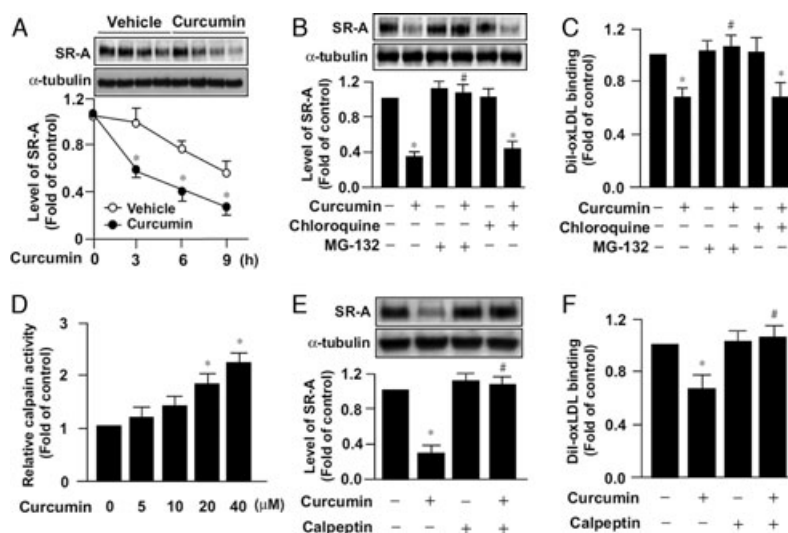 A
Vehicle Curcumin
SR-A
α-tubulin
Level of SR-A
(Fold of control)
1.2
0.8
0.4
0
*
*
*
Vehicle
Curcumin
Curcumin 0 3 6 9 (h)
B
SR-A
α-tubulin
Level of SR-A
(Fold of control)
1.2
0.8
0.4
0.0
* # *
Curcumin − + − + − +
Chloroquine − − − − + +
MG-132 − − + + − −
C
DiI-oxLDL binding
(Fold of control)
1.2
0.8
0.4
0.0
* # *
Curcumin − + − + − +
Chloroquine − − − − + +
MG-132 − − + + − −
D
Relative calpain activity
(Fold of control)
3
2
1
0
* *
Curcumin 0 5 10 20 40 (μM)
E
SR-A
α-tubulin
Level of SR-A
(Fold of control)
1.2
0.8
0.4
0.0
* #
Curcumin − + − +
Calpeptin − − + +
F
DiI-oxLDL binding
(Fold of control)
1.2
0.8
0.4
0.0
* #
Curcumin − + − +
Calpeptin − − + +